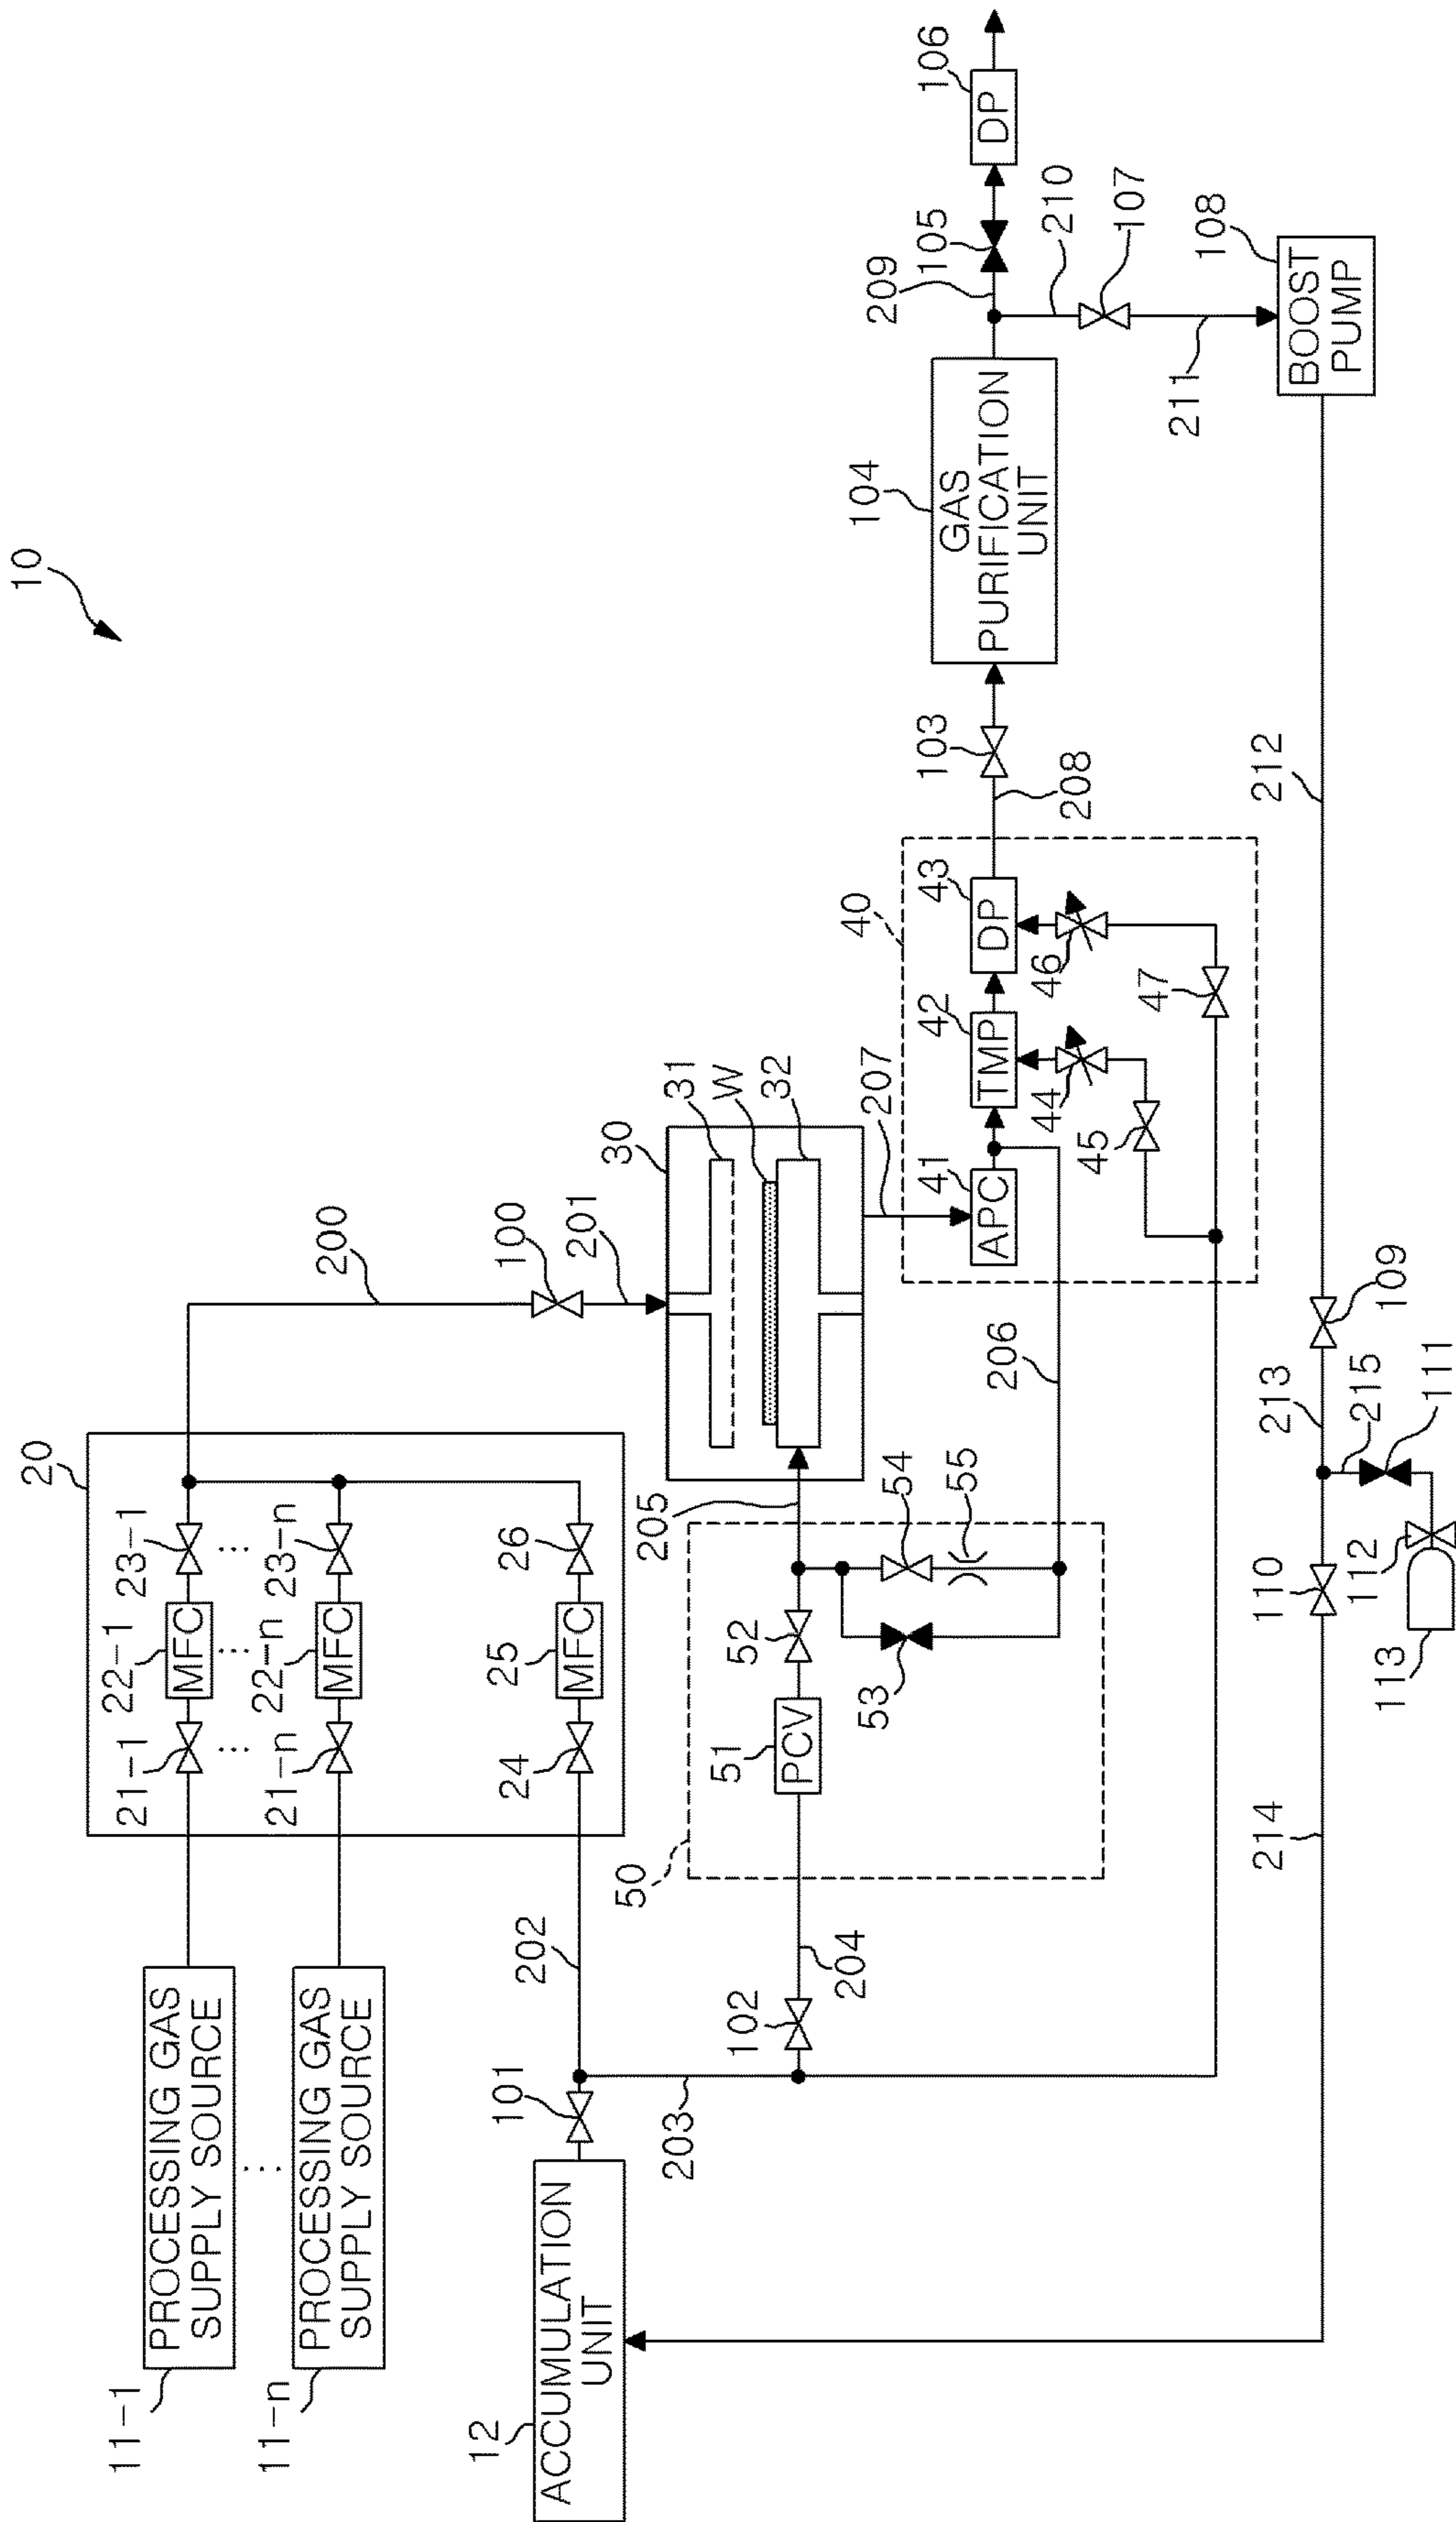 10
11-1
PROCESSING GAS
SUPPLY SOURCE
...
11-n
PROCESSING GAS
SUPPLY SOURCE
12
ACCUMULATION
UNIT
20
21-1
22-1
MFC
23-1
...
...
...
21-n
22-n
MFC
23-n
24
25
MFC
26
200
100
201
101
202
203
102
204
50
51
PCV
52
53
54
55
205
206
30
31
W
32
207
40
41
APC
42
TMP
43
DP
44
45
46
47
208
103
104
GAS
PURIFICATION
UNIT
209
105
106
DP
210
107
211
108
BOOST
PUMP
212
109
213
215
111
112
113
110
214